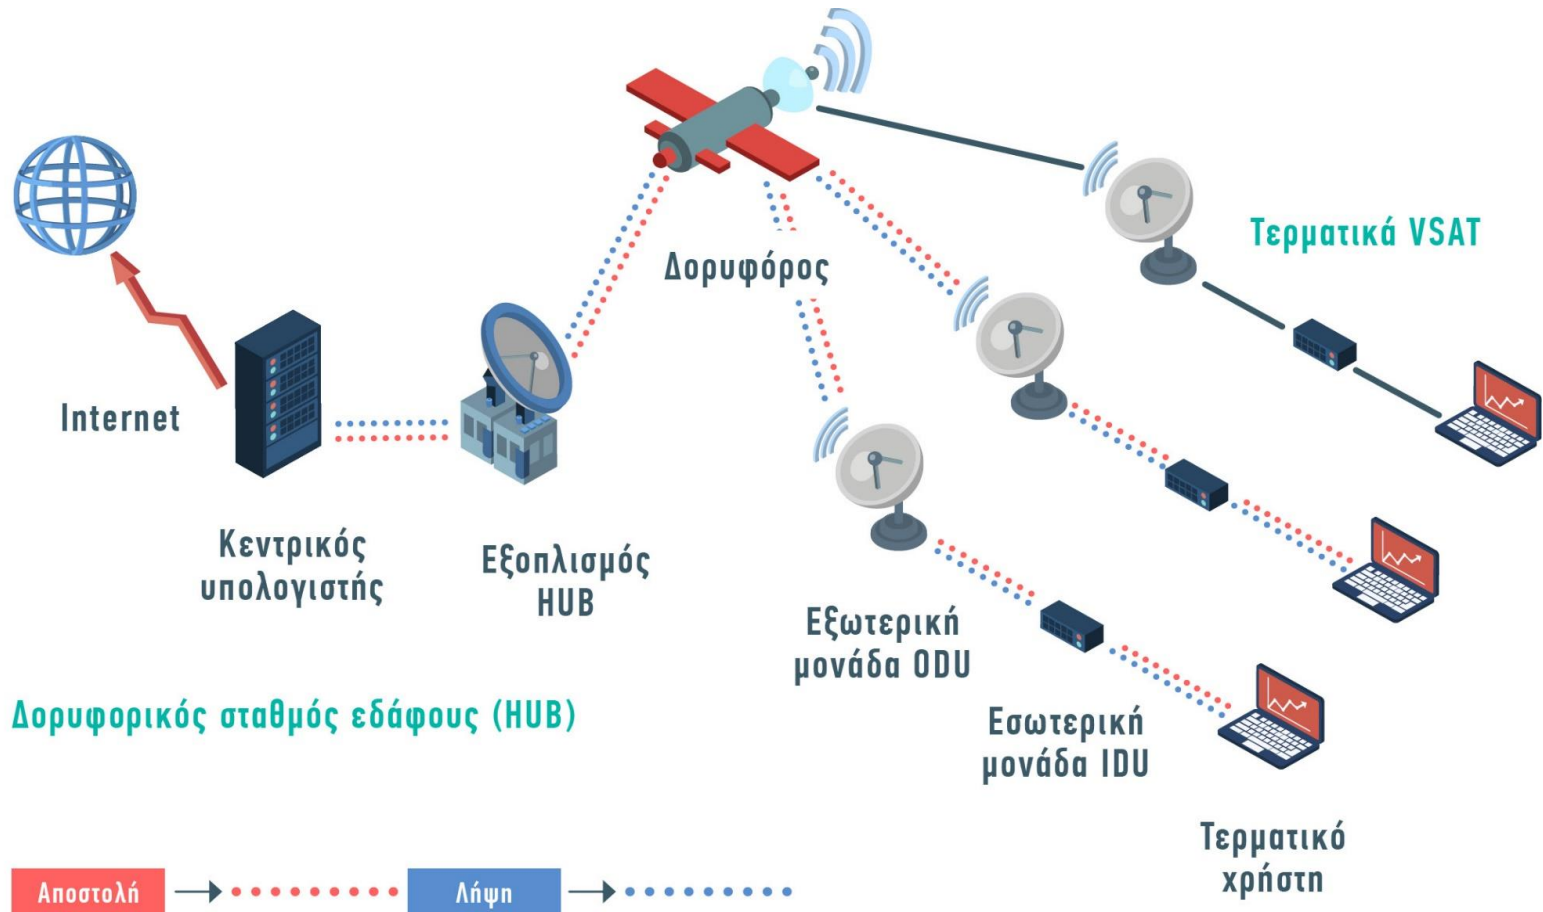 Τερματικά VSAT
Δορυφόρος
Internet
Κεντρικός
υπολογιστής
Εξοπλισμός
HUB
Εξωτερική
μονάδα ODU
Δορυφορικός σταθμός εδάφους (HUB)
Εσωτερική
μονάδα IDU
Τερματικό
χρήστη
Αποστολή
Λήψη